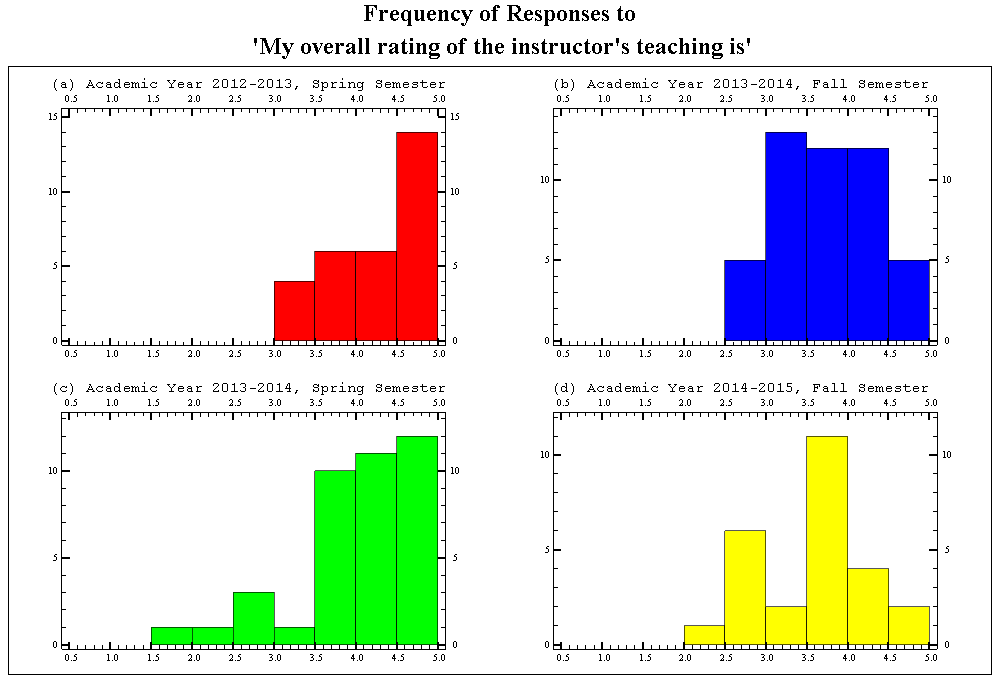 Frequency of Responses to
'My overall rating of the instructor's teaching is'
(a) Academic Year 2012-2013, Spring Semester
0.5 1.0 1.5 2.0 2.5 3.0 3.5 4.0 4.5 5.0
15 15
10 10
5 5
0 0
0.5 1.0 1.5 2.0 2.5 3.0 3.5 4.0 4.5 5.0
(b) Academic Year 2013-2014, Fall Semester
0.5 1.0 1.5 2.0 2.5 3.0 3.5 4.0 4.5 5.0
10 10
5 5
0 0
0.5 1.0 1.5 2.0 2.5 3.0 3.5 4.0 4.5 5.0
(c) Academic Year 2013-2014, Spring Semester
0.5 1.0 1.5 2.0 2.5 3.0 3.5 4.0 4.5 5.0
10 10
5 5
0 0
0.5 1.0 1.5 2.0 2.5 3.0 3.5 4.0 4.5 5.0
(d) Academic Year 2014-2015, Fall Semester
0.5 1.0 1.5 2.0 2.5 3.0 3.5 4.0 4.5 5.0
10 10
5 5
0 0
0.5 1.0 1.5 2.0 2.5 3.0 3.5 4.0 4.5 5.0